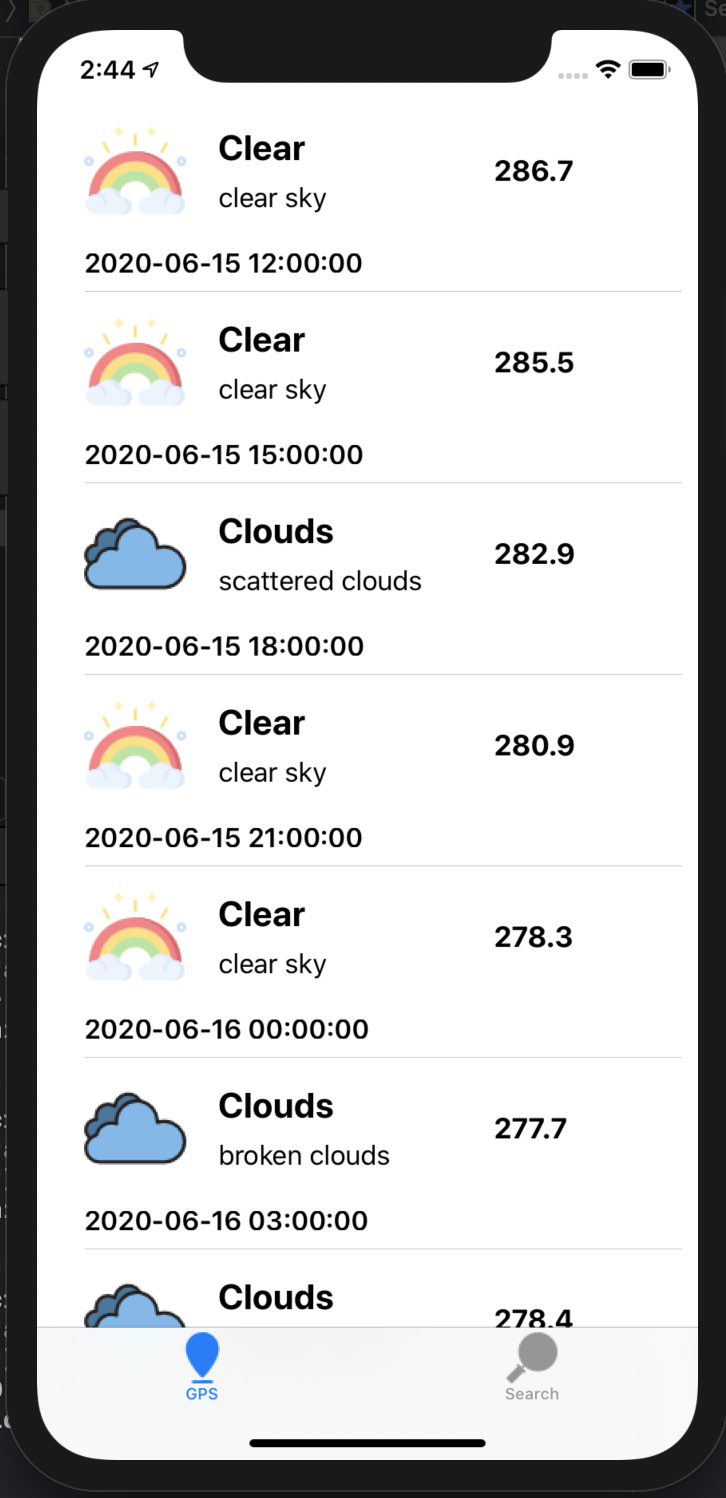 2:44
Clear
286.7
clear sky
2020-06-15 12:00:00
Clear
285.5
clear sky
2020-06-15 15:00:00
Clouds
282.9
scattered clouds
2020-06-15 18:00:00
Clear
280.9
clear sky
2020-06-15 21:00:00
Clear
278.3
clear sky
2020-06-16 00:00:00
Clouds
277.7
broken clouds
2020-06-16 03:00:00
Clouds
278.4
GPS
Search